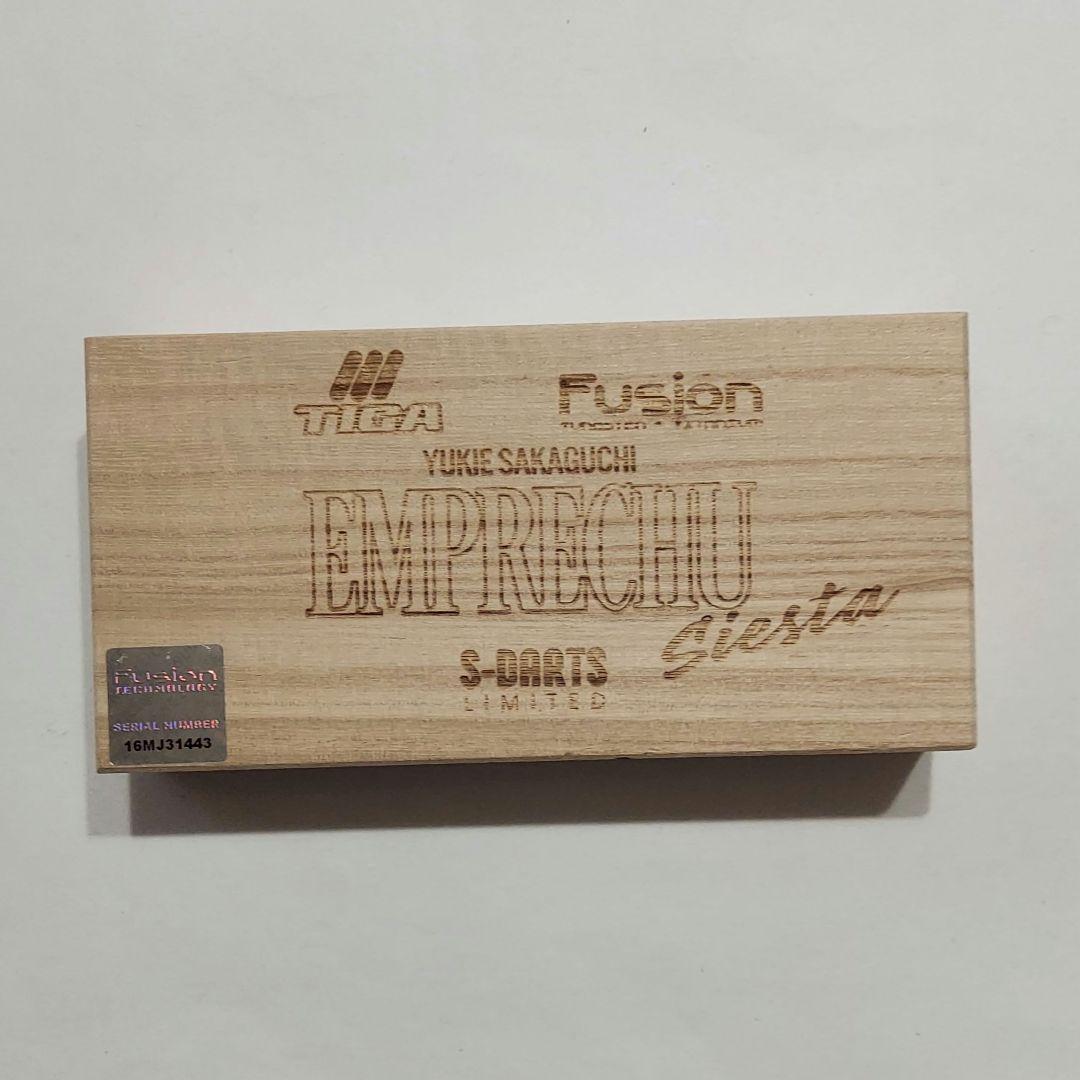 TIGA
Fusion
YUKIE SAKAGUCHI
EMPRECHU
Siesta
S-DARTS
LIMITED
Fusion
TECHNOLOGY
SERIAL NUMBER
16MJ31443